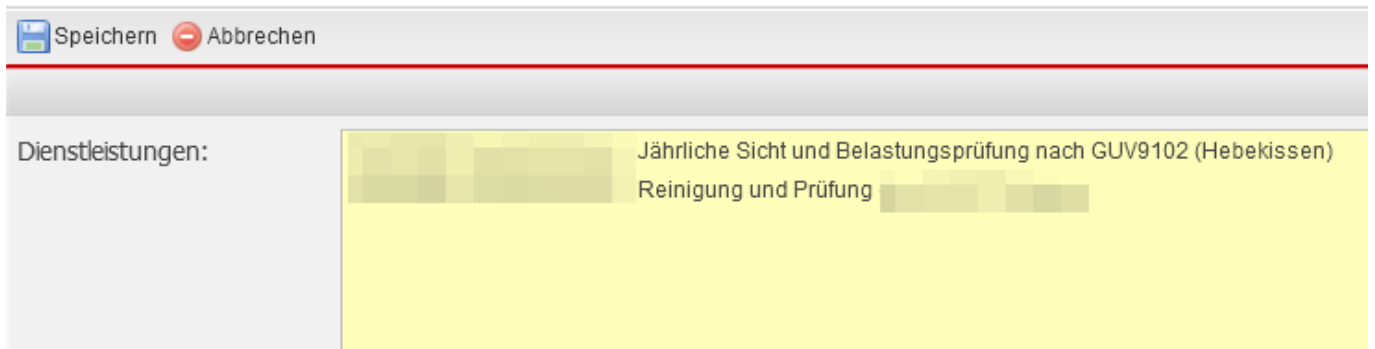 Speichern Abbrechen
Dienstleistungen:
Jährliche Sicht und Belastungsprüfung nach GUV9102 (Hebekissen)
Reinigung und Prüfung